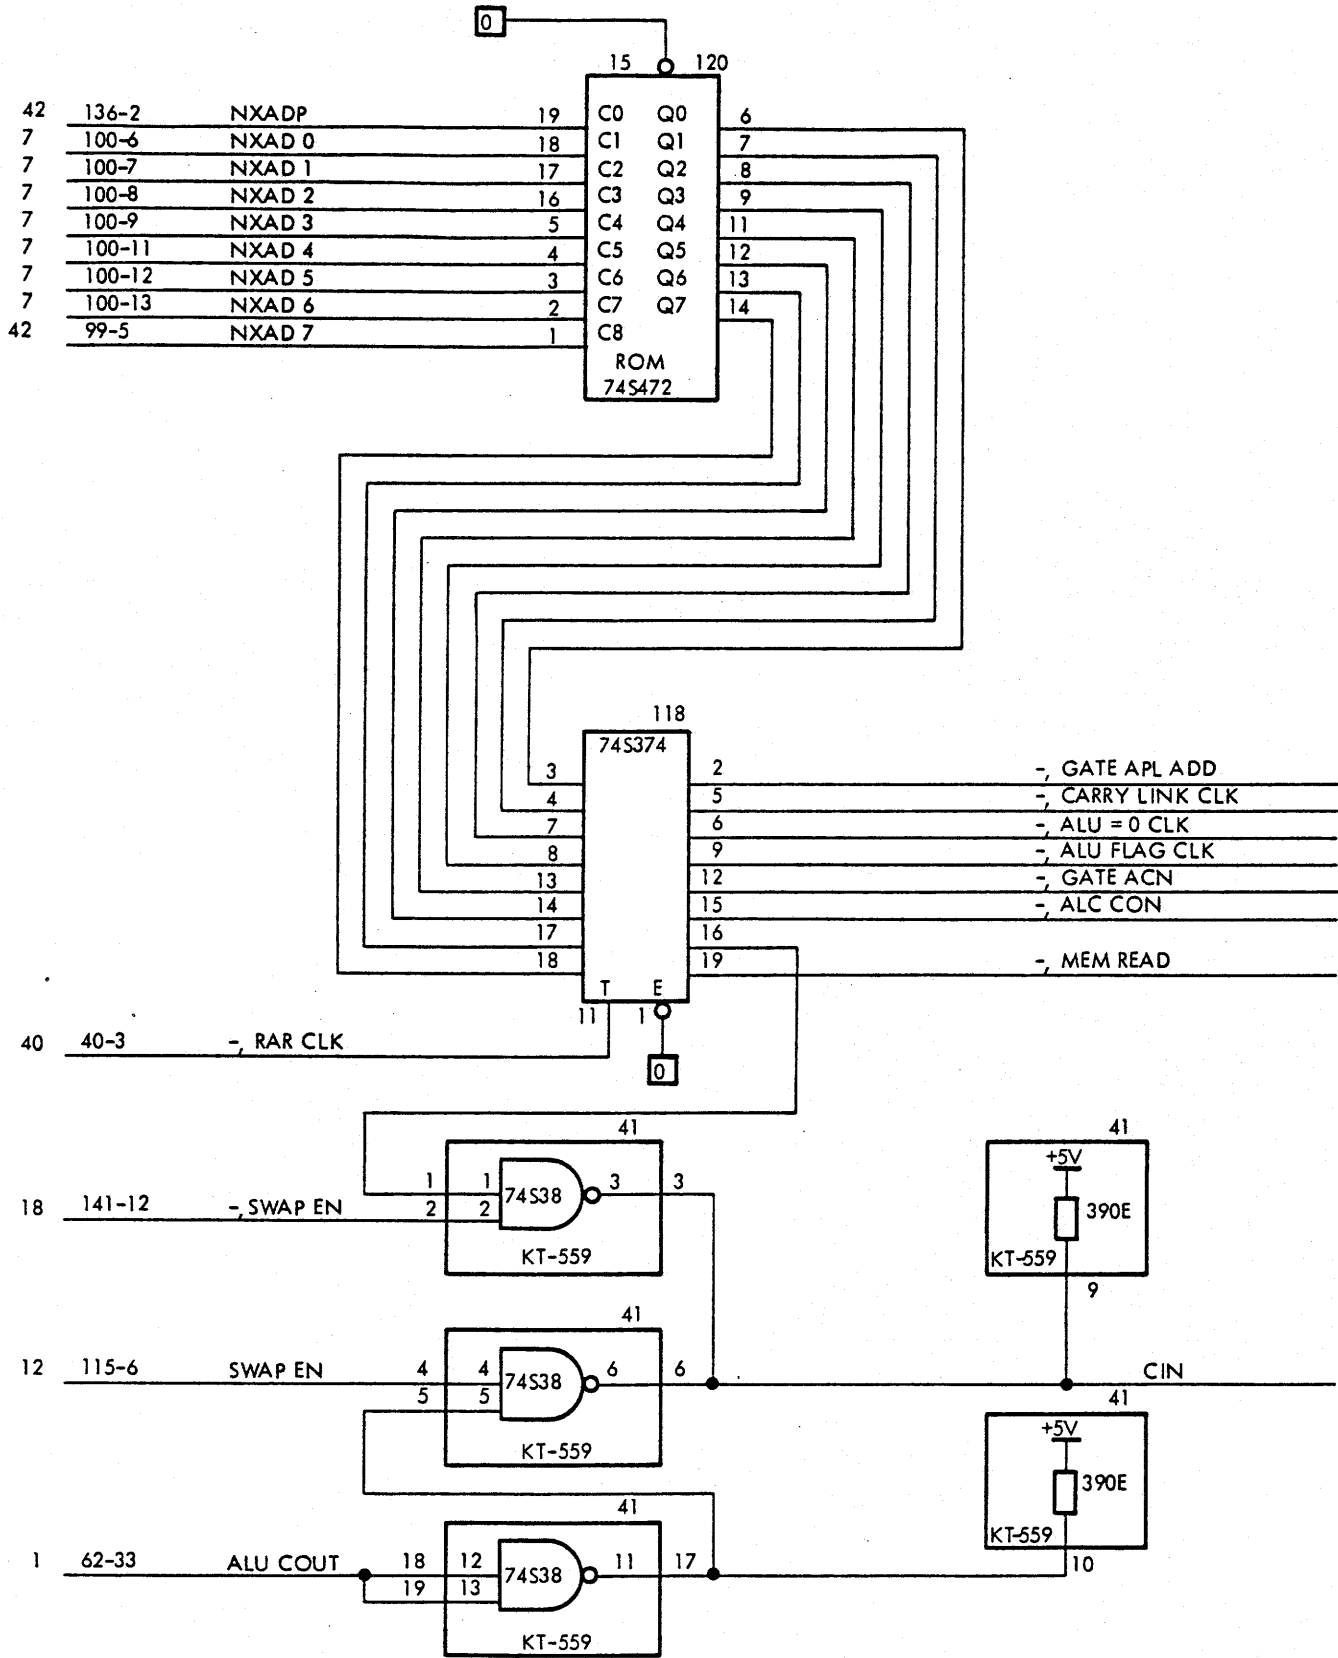 0
15 120
42 136-2 NXADP 19 C0 Q0 6
7 100-6 NXAD 0 18 C1 Q1 7
7 100-7 NXAD 1 17 C2 Q2 8
7 100-8 NXAD 2 16 C3 Q3 9
7 100-9 NXAD 3 5 C4 Q4 11
7 100-11 NXAD 4 4 C5 Q5 12
7 100-12 NXAD 5 3 C6 Q6 13
7 100-13 NXAD 6 2 C7 Q7 14
42 99-5 NXAD 7 1 C8
ROM
74S472
118
74S374
3 2 -, GATE APL ADD
4 5 -, CARRY LINK CLK
7 6 -, ALU = 0 CLK
8 9 -, ALU FLAG CLK
13 12 -, GATE ACN
14 15 -, ALC CON
17 16
18 19 -, MEM READ
T E
11 1
40 40-3 -, RAR CLK
0
41 41
+5V
1 1 74S38 3 3
18 141-12 -, SWAP EN 2 2
390E
KT-559 KT-559
9
41
12 115-6 SWAP EN 4 4 74S38 6 6 CIN
5 5
41
+5V
KT-559
390E
41
KT-559
1 62-33 ALU COUT 18 12 74S38 11 17 10
19 13
KT-559